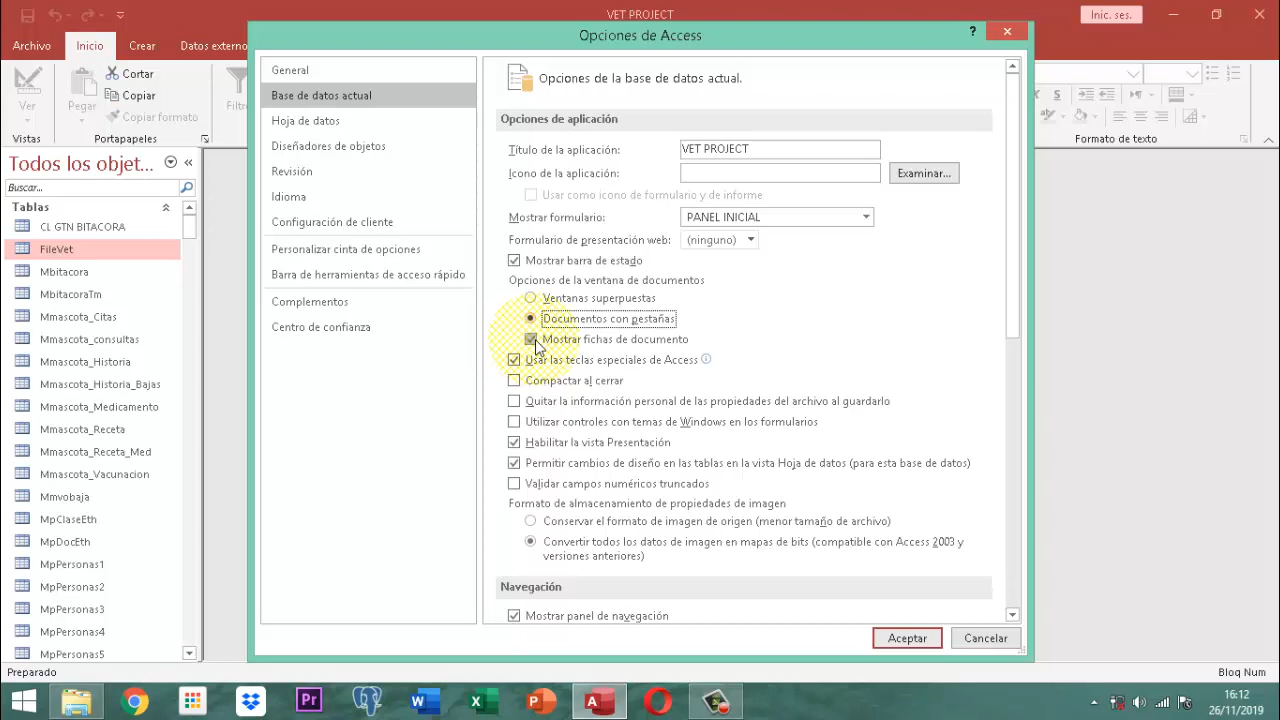 VET PROJECT
Inic. ses.
Archivo
Inicio
Crear
Datos externo
Ver
Vistas
Pegar
Cortar
Copiar
Copiar formato
Portapapeles
Filtr
Formato de texto
Todos los objet...
Buscar...
Tablas
CL GTN BITACORA
FileVet
Mbitacora
MbitacoraTm
Mmascota_Citas
Mmascota_consultas
Mmascota_Historia
Mmascota_Historia_Bajas
Mmascota_Medicamento
Mmascota_Receta
Mmascota_Receta_Med
Mmascota_Vacunacion
Mmvobaja
MpClaseEth
MpDocEth
MpPersonas1
MpPersonas2
MpPersonas3
MpPersonas4
MpPersonas5
Opciones de Access
General
Base de datos actual
Hoja de datos
Diseñadores de objetos
Revisión
Idioma
Configuración de cliente
Personalizar cinta de opciones
Barra de herramientas de acceso rápido
Complementos
Centro de confianza
Opciones de la base de datos actual.
Opciones de aplicación
Título de la aplicación: VET PROJECT
Icono de la aplicación: Examinar...
Usar como icono de formulario y de informe
Mostrar formulario: PANEL INICIAL
Formulario de presentación web: (ninguno)
Mostrar barra de estado
Opciones de la ventana de documentos
Ventanas superpuestas
Documentos con pestañas
Mostrar fichas de documento
Usar las teclas especiales de Access
Compactar al cerrar
Quitar la información personal de las propiedades del archivo al guardarlo
Utilizar controles con temas de Windows en los formularios
Habilitar la vista Presentación
Permitir cambios de diseño en las tablas en la vista Hoja de datos (para esta base de datos)
Validar campos numéricos truncados
Formato de almacenamiento de propiedades de imagen
Conservar el formato de imagen de origen (menor tamaño de archivo)
Convertir todos los datos de imagen en mapas de bits (compatible con Access 2003 y
versiones anteriores)
Navegación
Mostrar panel de navegación
Aceptar
Cancelar
Preparado
Bloq Num
16:12
26/11/2019